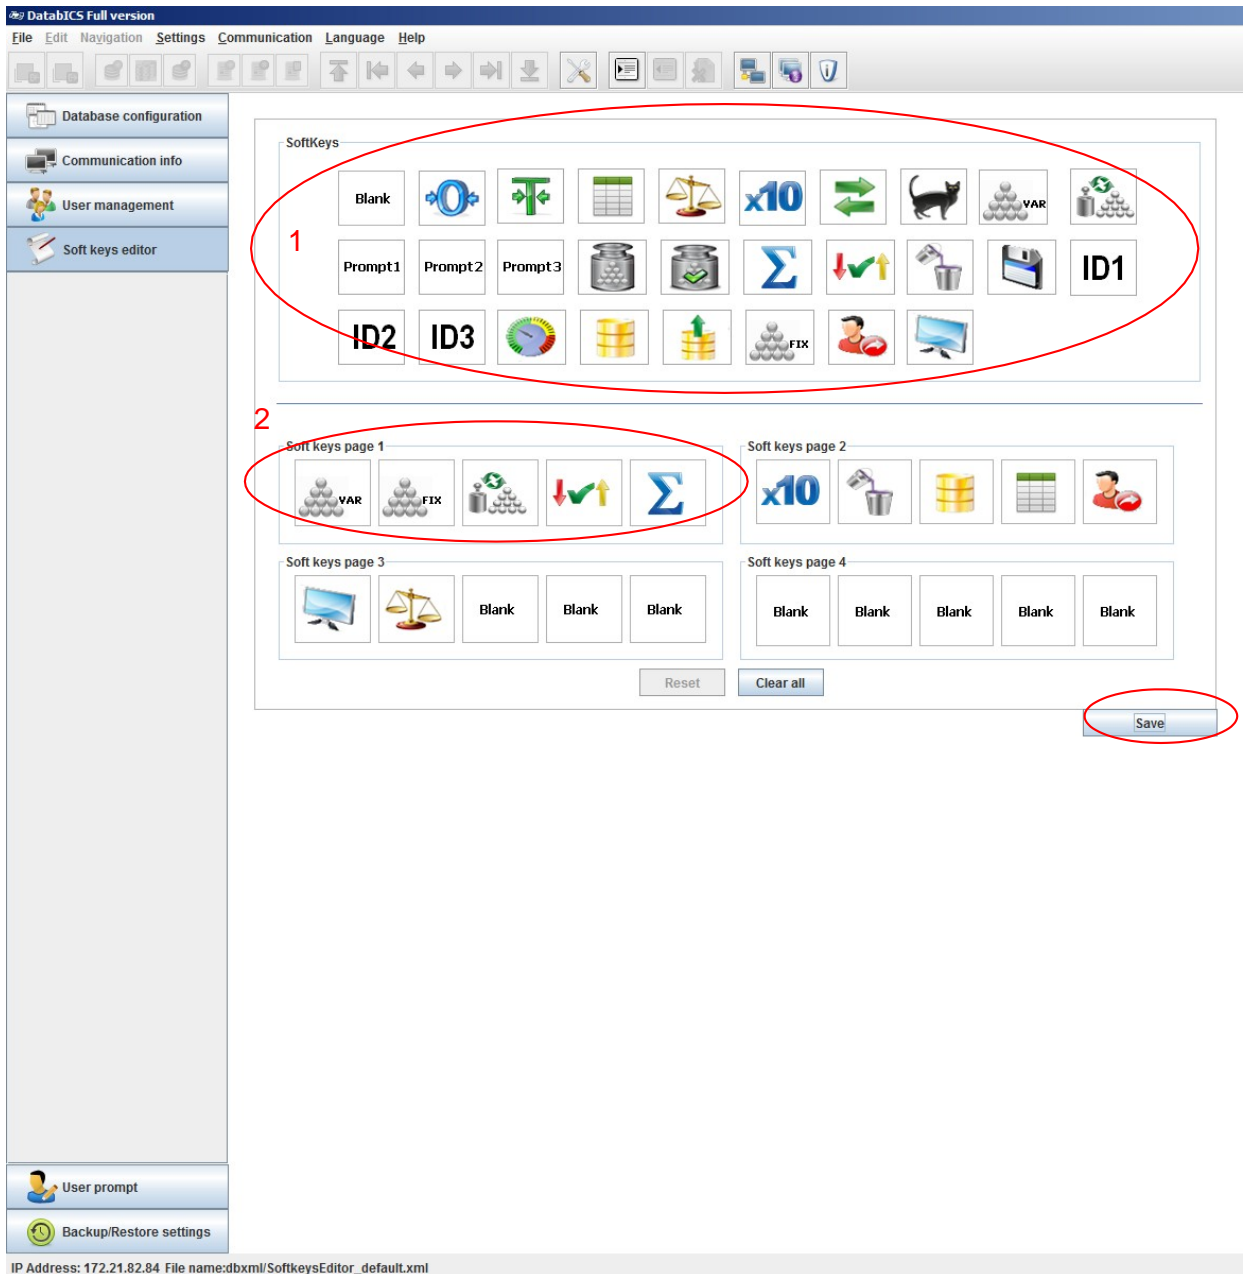 DatabICS Full version
File Edit Navigation Settings Communication Language Help
Database configuration
Communication info
User management
Soft keys editor
SoftKeys
Blank x10 VAR
1
Prompt1 Prompt2 Prompt3 Σ ID1
ID2 ID3 FIX
2
Soft keys page 1
VAR FIX Σ
Soft keys page 2
x10
Soft keys page 3
Blank Blank Blank
Soft keys page 4
Blank Blank Blank Blank Blank
Reset Clear all
Save
User prompt
Backup/Restore settings
IP Address: 172.21.82.84 File name:dbxml/SoftkeysEditor_default.xml